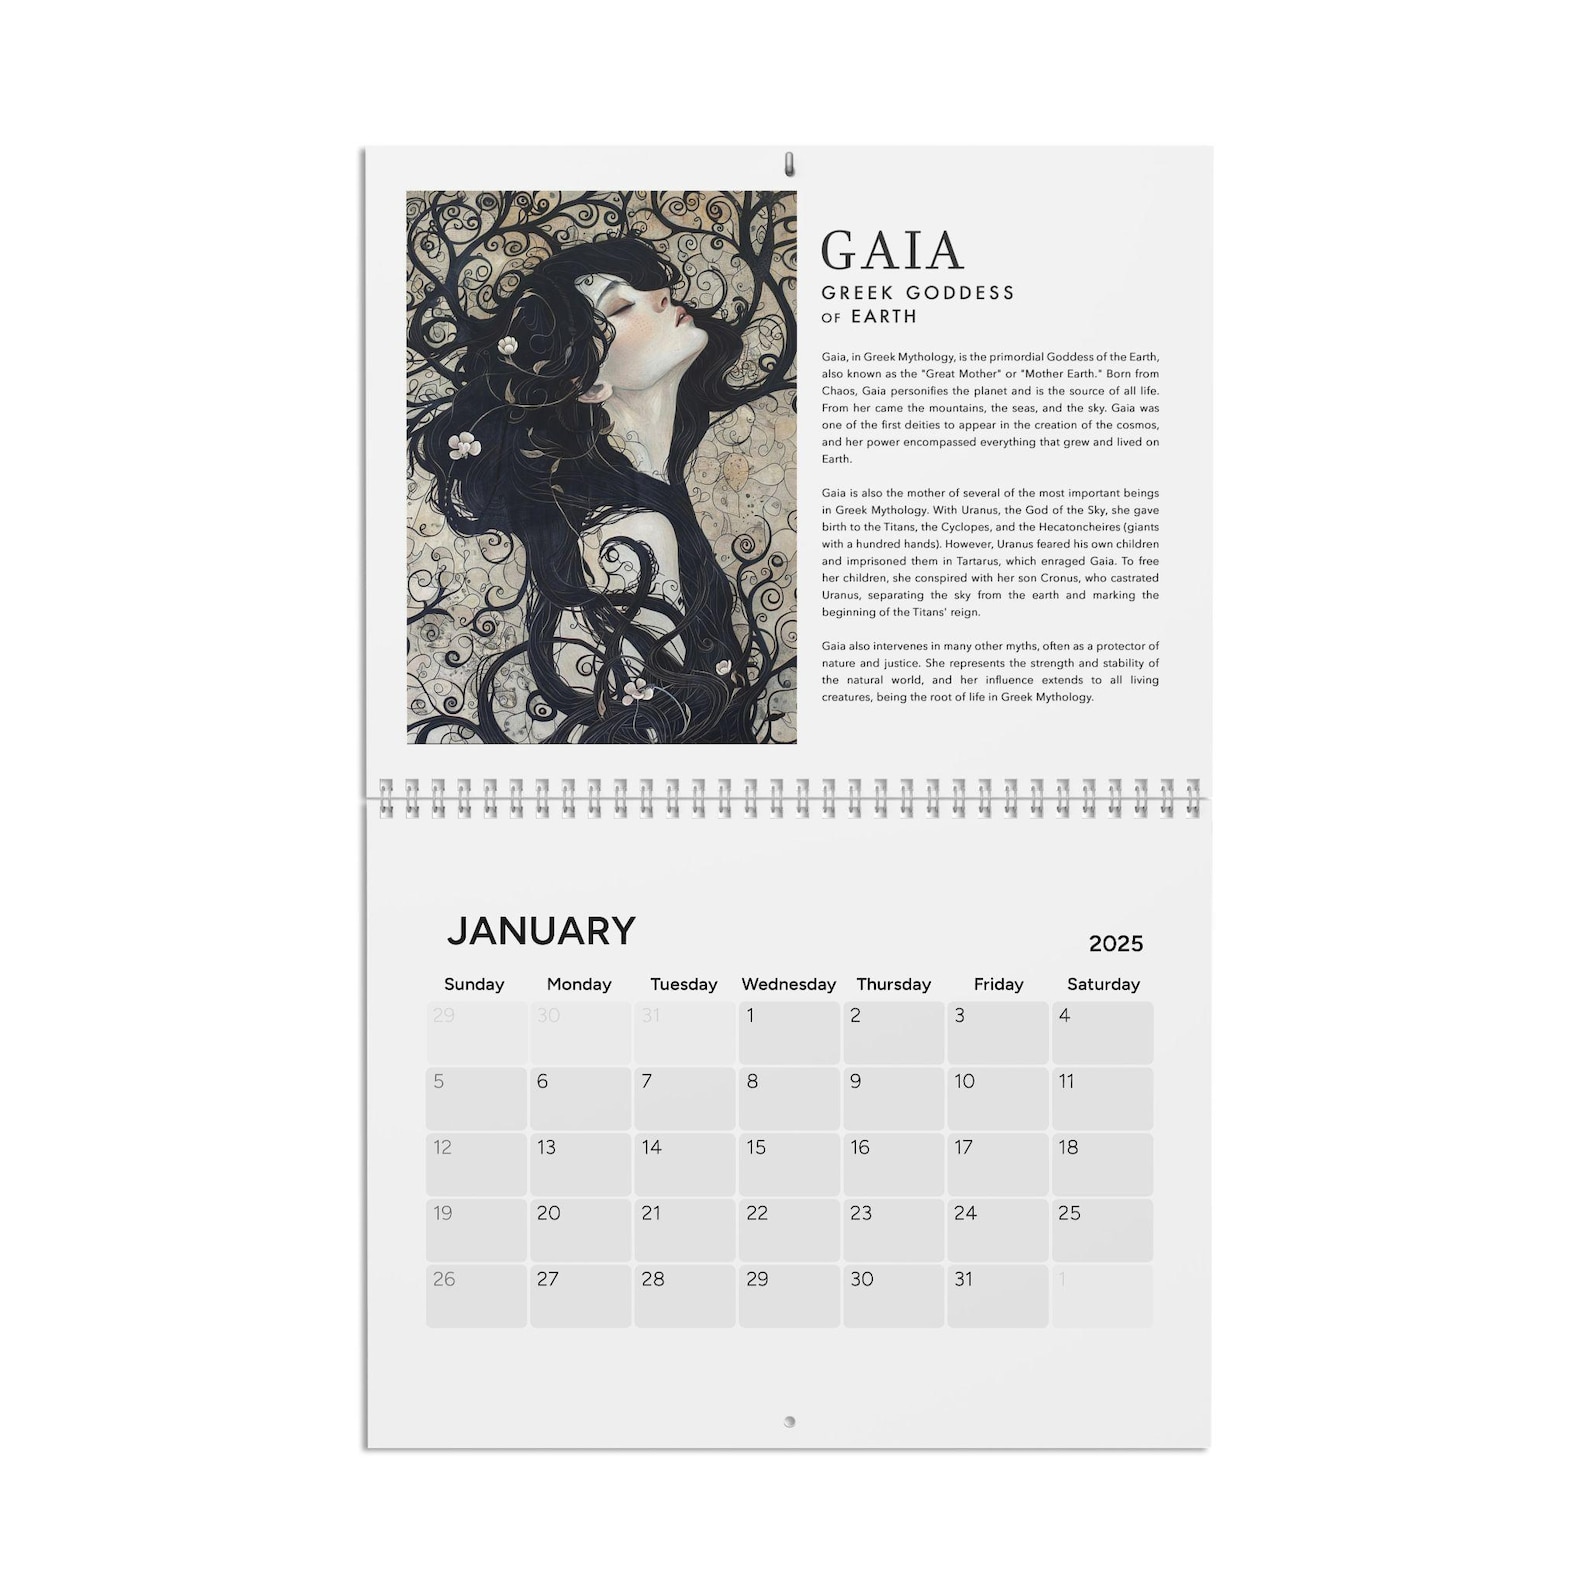 GAIA
GREEK GODDESS
OF EARTH
Gaia, in Greek Mythology, is the primordial Goddess of the Earth,
also known as the "Great Mother" or "Mother Earth." Born from
Chaos, Gaia personifies the planet and is the source of all life.
From her came the mountains, the seas, and the sky. Gaia was
one of the first deities to appear in the creation of the cosmos,
and her power encompassed everything that grew and lived on
Earth.
Gaia is also the mother of several of the most important beings
in Greek Mythology. With Uranus, the God of the Sky, she gave
birth to the Titans, the Cyclopes, and the Hecatoncheires (giants
with a hundred hands). However, Uranus feared his own children
and imprisoned them in Tartarus, which enraged Gaia. To free
her children, she conspired with her son Cronus, who castrated
Uranus, separating the sky from the earth and marking the
beginning of the Titans' reign.
Gaia also intervenes in many other myths, often as a protector of
nature and justice. She represents the strength and stability of
the natural world, and her influence extends to all living
creatures, being the root of life in Greek Mythology.
JANUARY 2025
Sunday Monday Tuesday Wednesday Thursday Friday Saturday
29 30 31 1 2 3 4
5 6 7 8 9 10 11
12 13 14 15 16 17 18
19 20 21 22 23 24 25
26 27 28 29 30 31 1